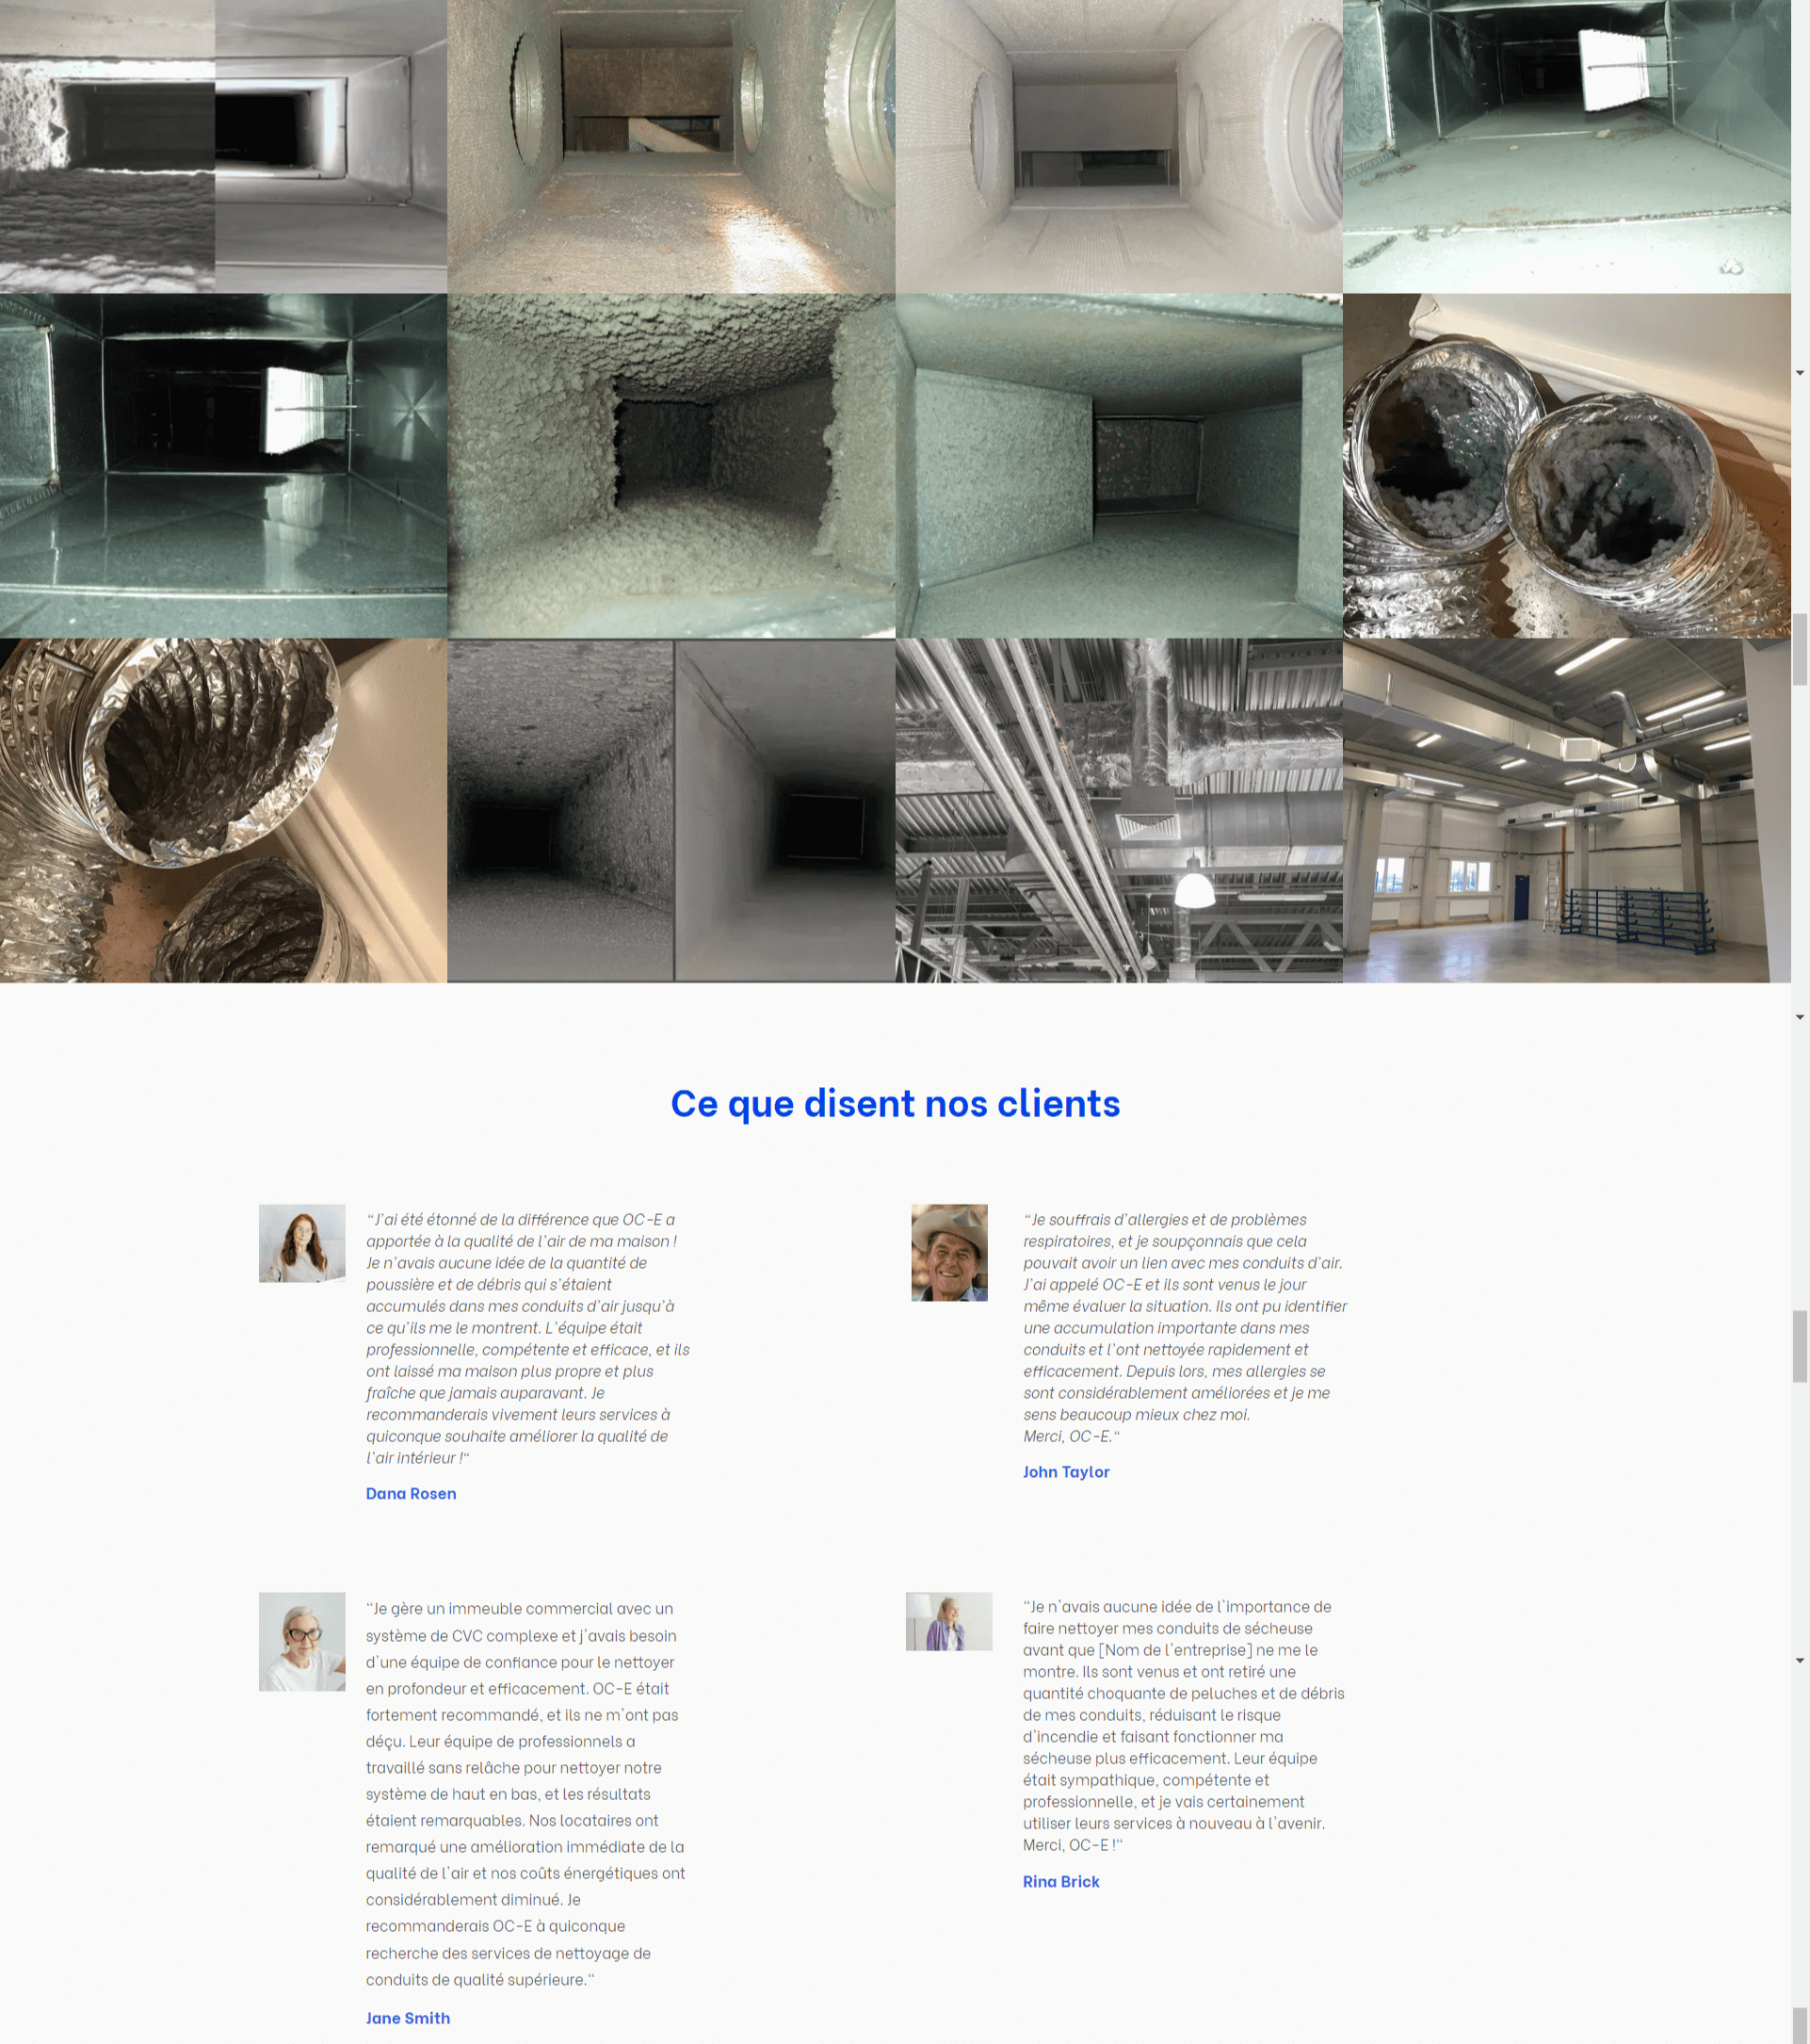 Ce que disent nos clients
“J'ai été étonné de la différence que OC-E a
apportée à la qualité de l'air de ma maison !
Je n'avais aucune idée de la quantité de
poussière et de débris qui s'étaient
accumulés dans mes conduits d'air jusqu'à
ce qu'ils me le montrent. L'équipe était
professionnelle, compétente et efficace, et ils
ont laissé ma maison plus propre et plus
fraîche que jamais auparavant. Je
recommanderais vivement leurs services à
quiconque souhaite améliorer la qualité de
l'air intérieur !“
Dana Rosen
“Je souffrais d'allergies et de problèmes
respiratoires, et je soupçonnais que cela
pouvait avoir un lien avec mes conduits d'air.
J'ai appelé OC-E et ils sont venus le jour
même évaluer la situation. Ils ont pu identifier
une accumulation importante dans mes
conduits et l'ont nettoyée rapidement et
efficacement. Depuis lors, mes allergies se
sont considérablement améliorées et je me
sens beaucoup mieux chez moi.
Merci, OC-E.“
John Taylor
“Je gère un immeuble commercial avec un
système de CVC complexe et j'avais besoin
d'une équipe de confiance pour le nettoyer
en profondeur et efficacement. OC-E était
fortement recommandé, et ils ne m'ont pas
déçu. Leur équipe de professionnels a
travaillé sans relâche pour nettoyer notre
système de haut en bas, et les résultats
étaient remarquables. Nos locataires ont
remarqué une amélioration immédiate de la
qualité de l'air et nos coûts énergétiques ont
considérablement diminué. Je
recommanderais OC-E à quiconque
recherche des services de nettoyage de
conduits de qualité supérieure.“
Jane Smith
“Je n'avais aucune idée de l'importance de
faire nettoyer mes conduits de sécheuse
avant que [Nom de l'entreprise] ne me le
montre. Ils sont venus et ont retiré une
quantité choquante de peluches et de débris
de mes conduits, réduisant le risque
d'incendie et faisant fonctionner ma
sécheuse plus efficacement. Leur équipe
était sympathique, compétente et
professionnelle, et je vais certainement
utiliser leurs services à nouveau à l'avenir.
Merci, OC-E !“
Rina Brick